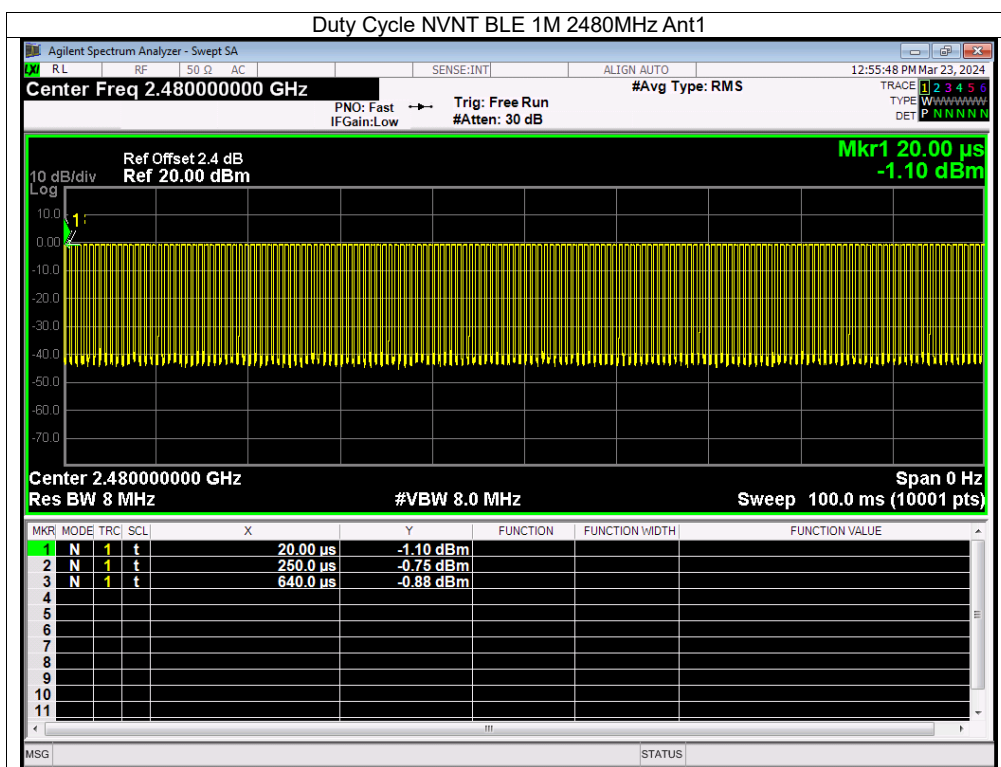 Duty Cycle NVNT BLE 1M 2480MHz Ant1
Agilent Spectrum Analyzer - Swept SA
LXI RL RF 50 Ω AC SENSE:INT ALIGN AUTO 12:55:48 PM Mar 23, 2024
Center Freq 2.480000000 GHz #Avg Type: RMS TRACE 1 2 3 4 5 6
PNO: Fast Trig: Free Run TYPE WWWWWW
IFGain:Low #Atten: 30 dB DET P N N N N N
Mkr1 20.00 µs
Ref Offset 2.4 dB
10 dB/div Ref 20.00 dBm -1.10 dBm
Log
10.0
1
0.00
-10.0
-20.0
-30.0
-40.0
-50.0
-60.0
-70.0
Center 2.480000000 GHz Span 0 Hz
Res BW 8 MHz #VBW 8.0 MHz Sweep 100.0 ms (10001 pts)
MKR MODE TRC SCL X Y FUNCTION FUNCTION WIDTH FUNCTION VALUE
1 N 1 t 20.00 µs -1.10 dBm
2 N 1 t 250.0 µs -0.75 dBm
3 N 1 t 640.0 µs -0.88 dBm
4
5
6
7
8
9
10
11
MSG STATUS